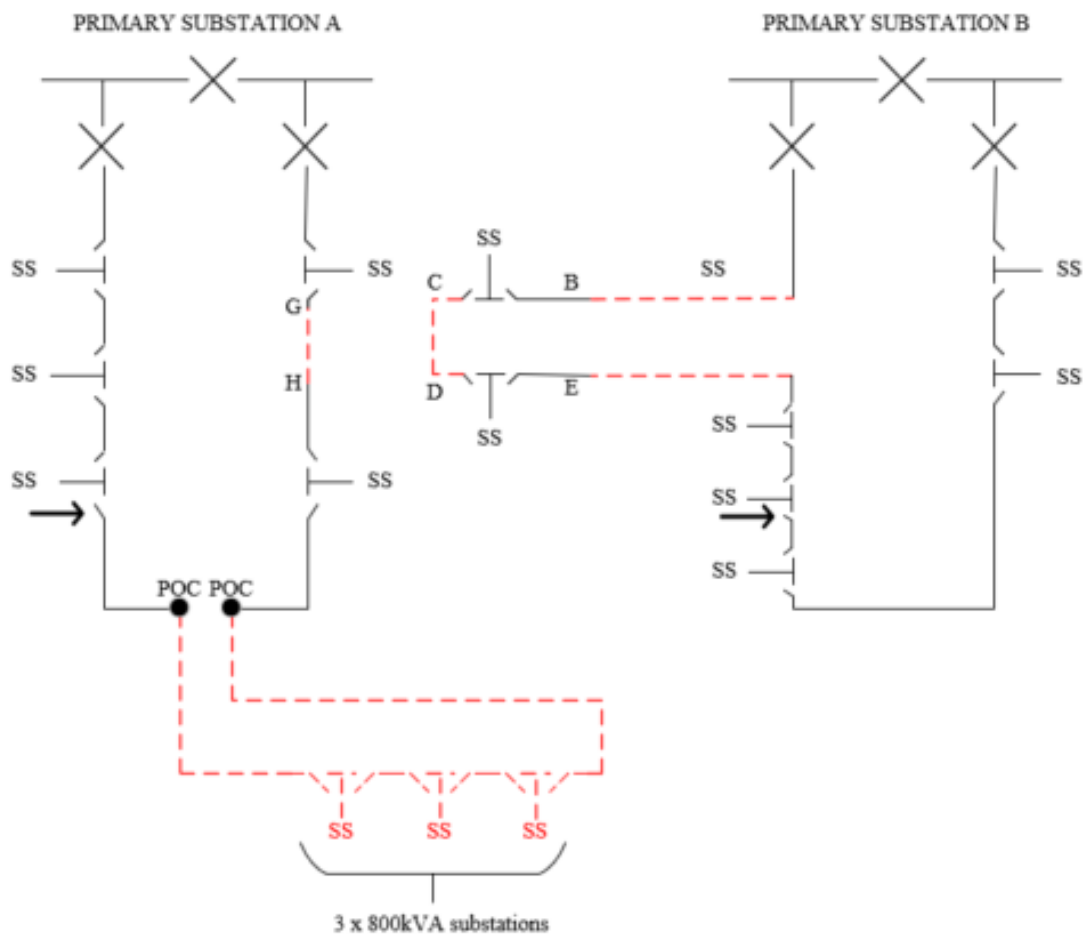 PRIMARY SUBSTATION A
PRIMARY SUBSTATION B
SS
SS
SS
SS
SS
C
B
G
SS
SS
H
D
E
SS
SS
SS
SS
SS
SS
POC POC
SS
SS SS SS
3 x 800kVA substations